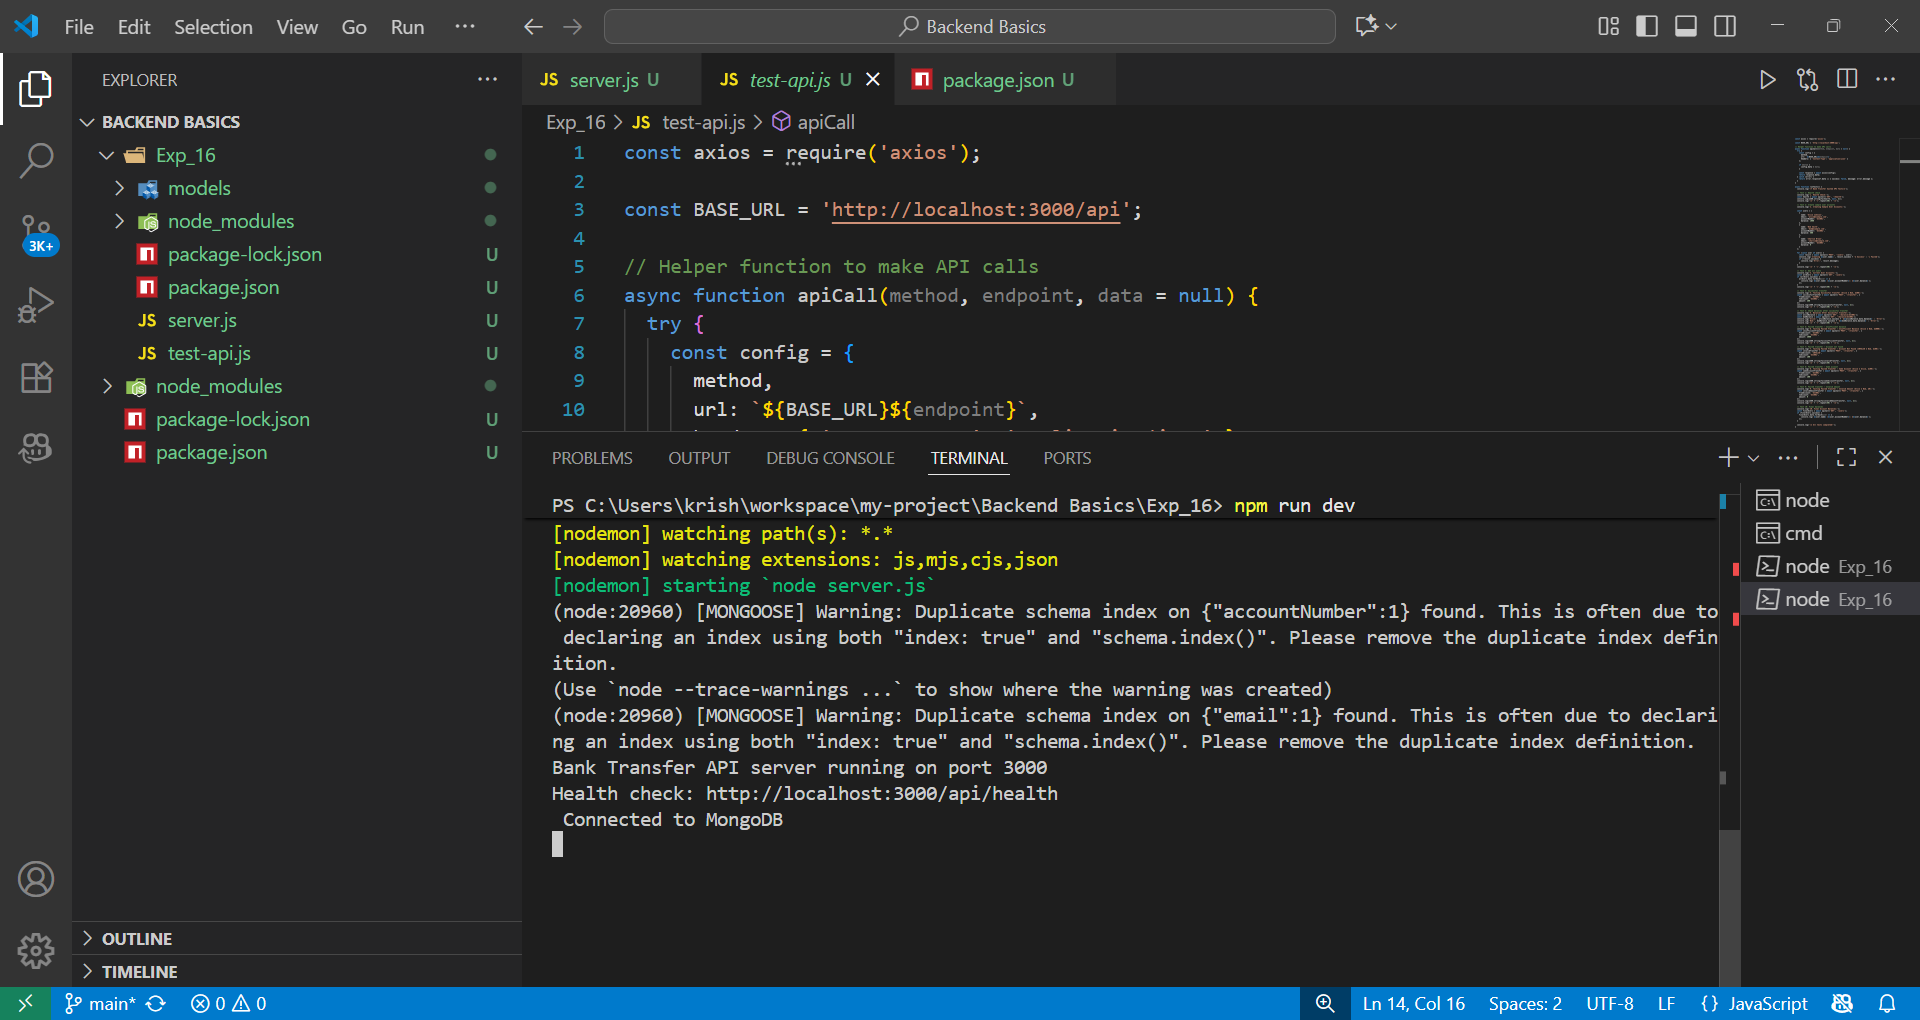 File Edit Selection View Go Run ··· Backend Basics
EXPLORER
BACKEND BASICS
Exp_16
models
node_modules
package-lock.json U
package.json U
JS server.js U
JS test-api.js U
node_modules
package-lock.json U
package.json U
3K+
OUTLINE
TIMELINE
JS server.js U JS test-api.js U package.json U
Exp_16 > JS test-api.js > apiCall
1 const axios = require('axios');
2
3 const BASE_URL = 'http://localhost:3000/api';
4
5 // Helper function to make API calls
6 async function apiCall(method, endpoint, data = null) {
7 try {
8 const config = {
9 method,
10 url: `${BASE_URL}${endpoint}`,
PROBLEMS OUTPUT DEBUG CONSOLE TERMINAL PORTS
PS C:\Users\krish\workspace\my-project\Backend Basics\Exp_16> npm run dev
[nodemon] watching path(s): *.*
[nodemon] watching extensions: js,mjs,cjs,json
[nodemon] starting `node server.js`
(node:20960) [MONGOOSE] Warning: Duplicate schema index on {"accountNumber":1} found. This is often due to
declaring an index using both "index: true" and "schema.index()". Please remove the duplicate index defin
ition.
(Use `node --trace-warnings ...` to show where the warning was created)
(node:20960) [MONGOOSE] Warning: Duplicate schema index on {"email":1} found. This is often due to declari
ng an index using both "index: true" and "schema.index()". Please remove the duplicate index definition.
Bank Transfer API server running on port 3000
Health check: http://localhost:3000/api/health
Connected to MongoDB
node
cmd
node Exp_16
node Exp_16
main* 0 0 Ln 14, Col 16 Spaces: 2 UTF-8 LF {} JavaScript